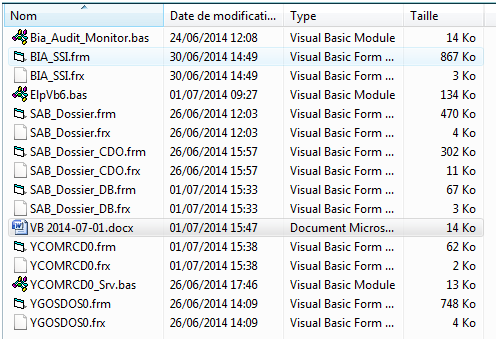 Nom Date de modificati... Type Taille
Bia_Audit_Monitor.bas 24/06/2014 12:08 Visual Basic Module 14 Ko
BIA_SSI.frm 30/06/2014 14:49 Visual Basic Form ... 867 Ko
BIA_SSI.frx 30/06/2014 14:49 Visual Basic Form ... 3 Ko
ElpVb6.bas 01/07/2014 09:27 Visual Basic Module 134 Ko
SAB_Dossier.frm 26/06/2014 12:03 Visual Basic Form ... 470 Ko
SAB_Dossier.frx 26/06/2014 12:03 Visual Basic Form ... 4 Ko
SAB_Dossier_CDO.frm 26/06/2014 15:57 Visual Basic Form ... 302 Ko
SAB_Dossier_CDO.frx 26/06/2014 15:57 Visual Basic Form ... 11 Ko
SAB_Dossier_DB.frm 01/07/2014 15:33 Visual Basic Form ... 67 Ko
SAB_Dossier_DB.frx 01/07/2014 15:33 Visual Basic Form ... 3 Ko
VB 2014-07-01.docx 01/07/2014 15:47 Document Micros... 14 Ko
YCOMRCD0.frm 01/07/2014 15:38 Visual Basic Form ... 62 Ko
YCOMRCD0.frx 01/07/2014 15:38 Visual Basic Form ... 2 Ko
YCOMRCD0_Srv.bas 26/06/2014 17:46 Visual Basic Module 13 Ko
YGOSDOS0.frm 26/06/2014 14:09 Visual Basic Form ... 748 Ko
YGOSDOS0.frx 26/06/2014 14:09 Visual Basic Form ... 4 Ko